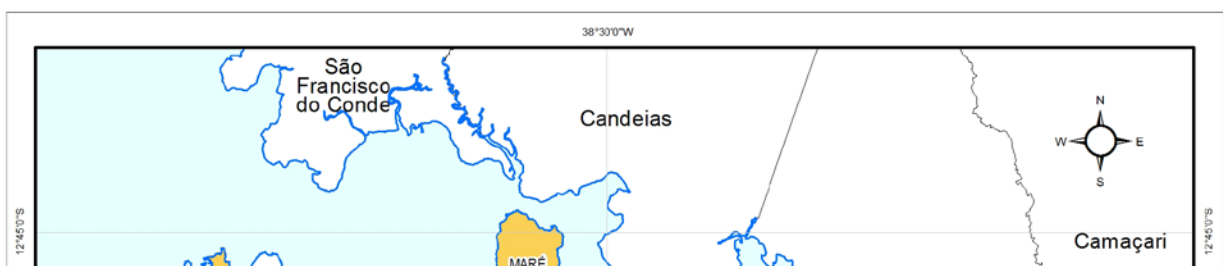 38°30'0"W
São
Francisco
do Conde
Candeias
N
W
E
S
12°45'0"S
12°45'0"S
Camaçari
MARÉ